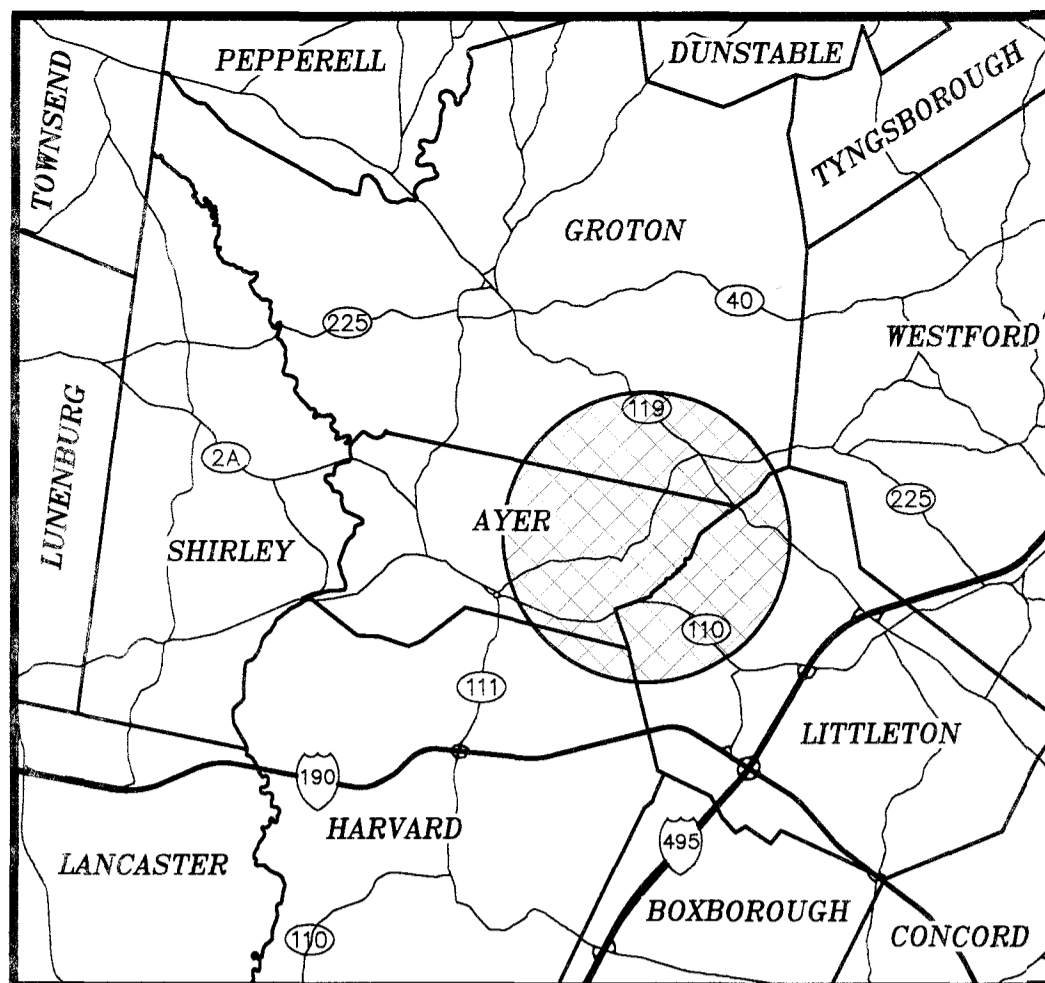 PEPPERELL
DUNSTABLE
TOWNSEND
TYNGSBOROUGH
GROTON
40
225
WESTFORD
119
LUNENBURG
2A
225
AYER
SHIRLEY
110
111
LITTLETON
190
HARVARD
495
LANCASTER
BOXBOROUGH
110
CONCORD